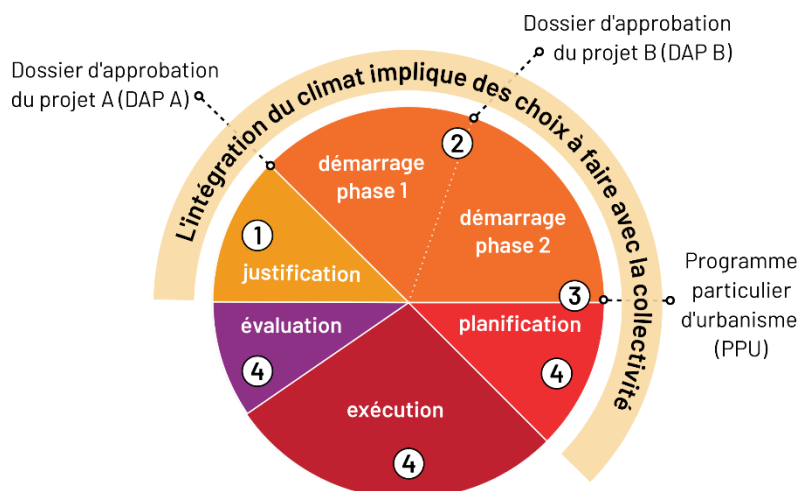 Dossier d'approbation
du projet A (DAP A)
Dossier d'approbation
du projet B (DAP B)
L'intégration du climat implique des choix à faire avec la collectivité
démarrage
phase 1
2
démarrage
phase 2
1
justification
3
Programme
particulier
d'urbanisme
(PPU)
évaluation
4
planification
4
exécution
4